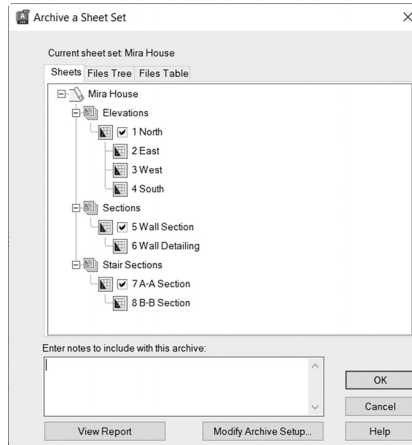 Archive a Sheet Set
Current sheet set: Mira House
Sheets Files Tree Files Table
Mira House
Elevations
1 North
2 East
3 West
4 South
Sections
5 Wall Section
6 Wall Detailing
Stair Sections
7 A-A Section
8 B-B Section
Enter notes to include with this archive:
OK
Cancel
View Report Modify Archive Setup... Help